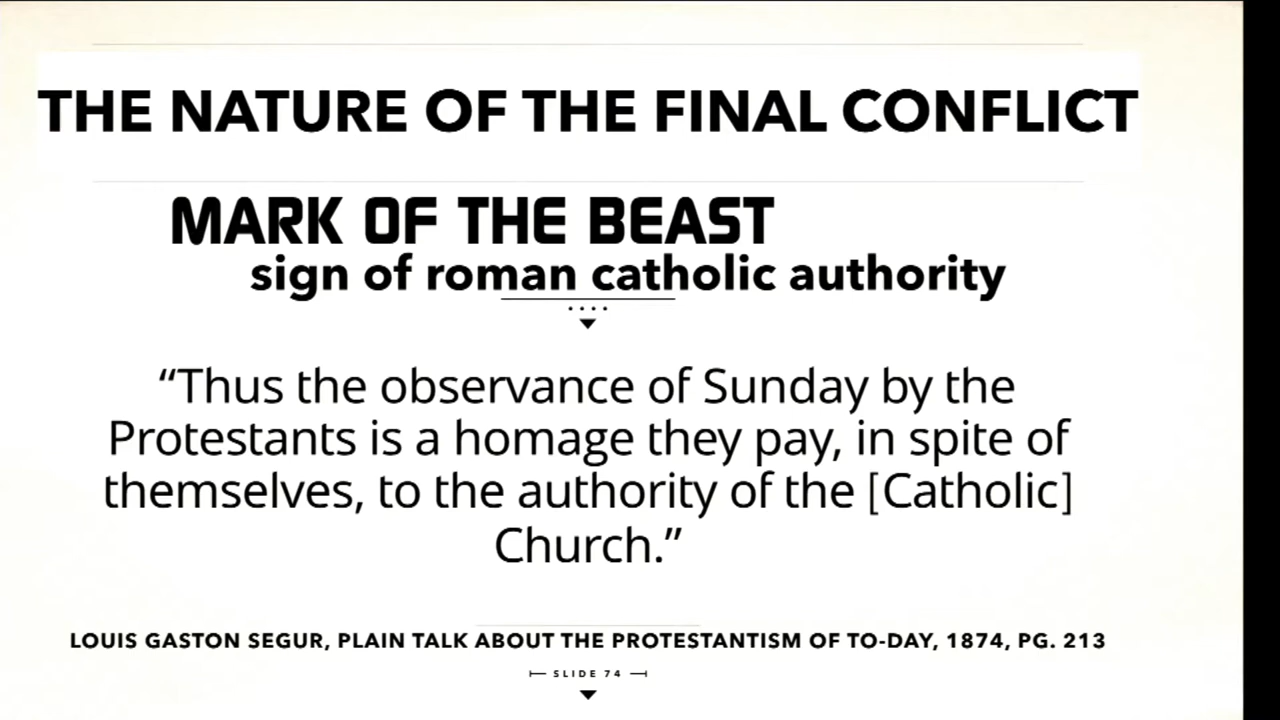 THE NATURE OF THE FINAL CONFLICT
MARK OF THE BEAST
sign of roman catholic authority
“Thus the observance of Sunday by the
Protestants is a homage they pay, in spite of
themselves, to the authority of the [Catholic]
Church.”
LOUIS GASTON SEGUR, PLAIN TALK ABOUT THE PROTESTANTISM OF TO-DAY, 1874, PG. 213
SLIDE 74